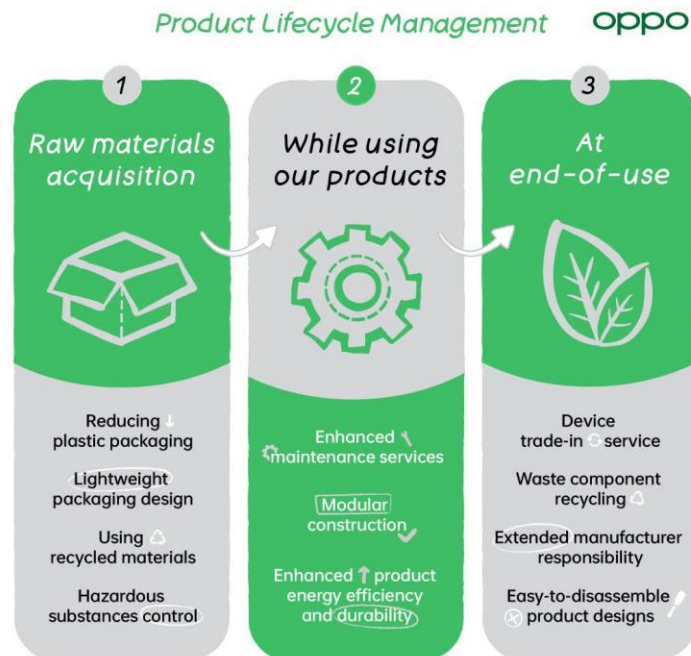 Product Lifecycle Management
oppo
1
Raw materials
acquisition
Reducing
plastic packaging
Lightweight
packaging design
Using
recycled materials
Hazardous
substances control
2
While using
our products
Enhanced
maintenance services
Modular
construction
Enhanced product
energy efficiency
and durability
3
At
end-of-use
Device
trade-in service
Waste component
recycling
Extended manufacturer
responsibility
Easy-to-disassemble
product designs